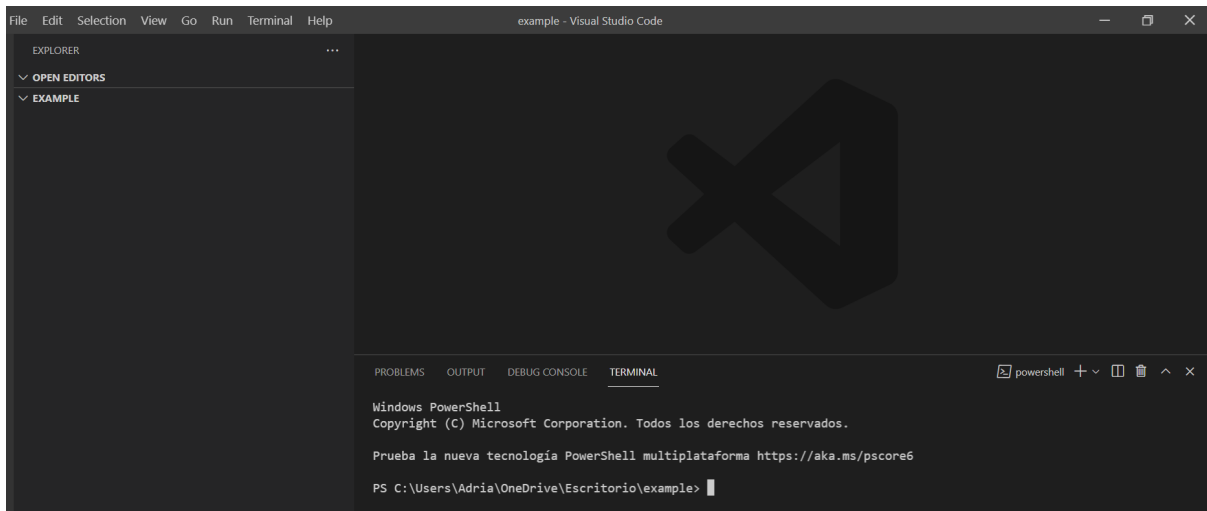 File Edit Selection View Go Run Terminal Help
example - Visual Studio Code
EXPLORER
OPEN EDITORS
EXAMPLE
PROBLEMS OUTPUT DEBUG CONSOLE TERMINAL
powershell
Windows PowerShell
Copyright (C) Microsoft Corporation. Todos los derechos reservados.
Prueba la nueva tecnología PowerShell multiplataforma https://aka.ms/pscore6
PS C:\Users\Adria\OneDrive\Escritorio\example>